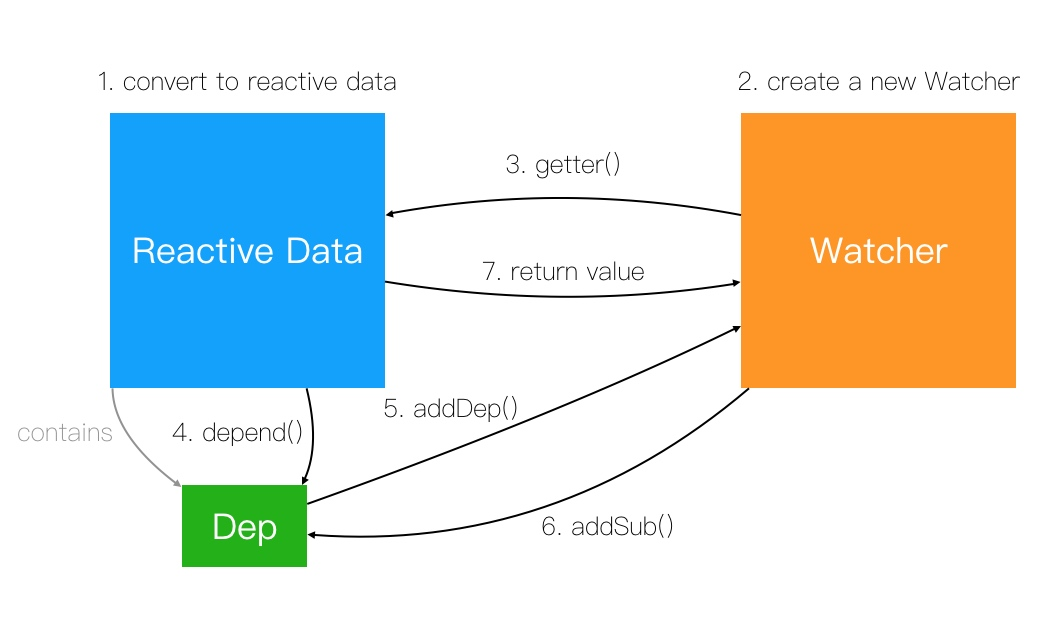 1. convert to reactive data
2. create a new Watcher
3. getter()
Reactive Data
Watcher
7. return value
5. addDep()
contains
4. depend()
Dep
6. addSub()